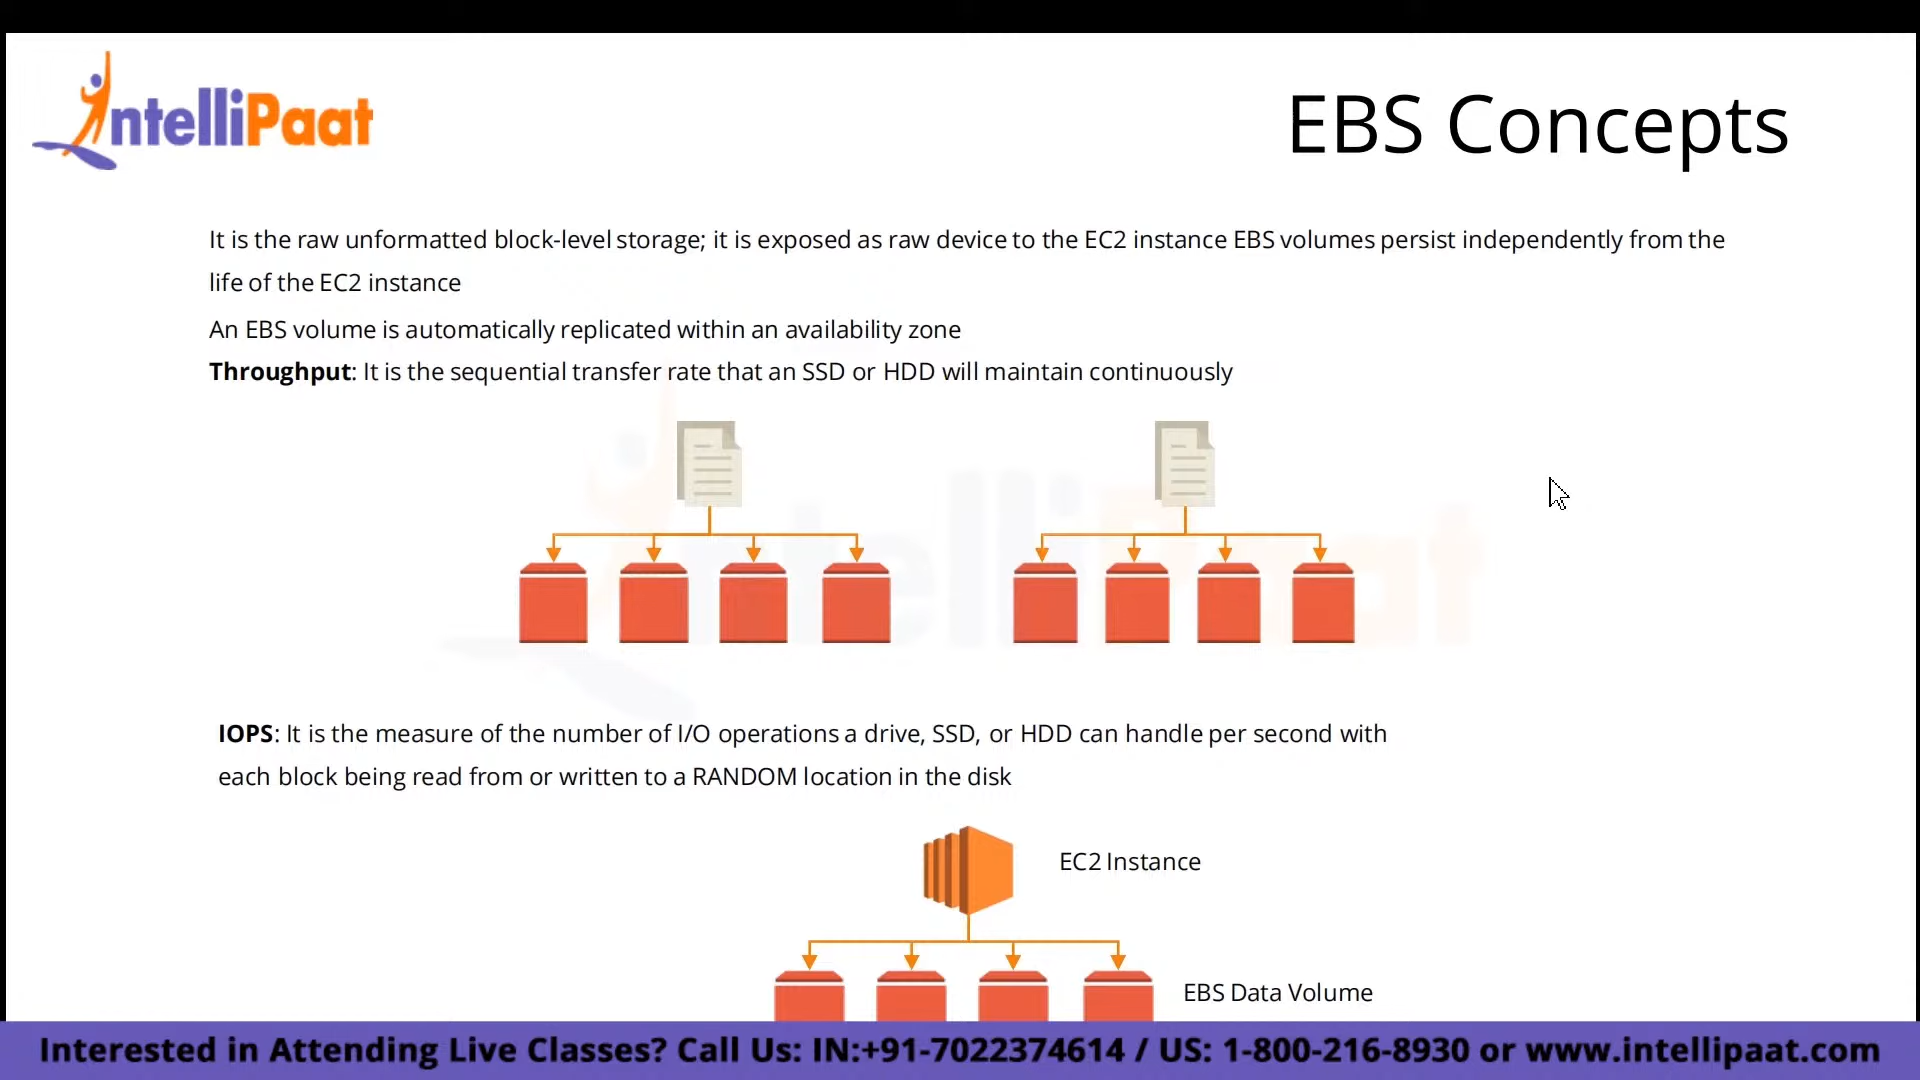 IntelliPaat
EBS Concepts
It is the raw unformatted block-level storage; it is exposed as raw device to the EC2 instance EBS volumes persist independently from the
life of the EC2 instance
An EBS volume is automatically replicated within an availability zone
Throughput: It is the sequential transfer rate that an SSD or HDD will maintain continuously
IntelliPaat
IOPS: It is the measure of the number of I/O operations a drive, SSD, or HDD can handle per second with
each block being read from or written to a RANDOM location in the disk
EC2 Instance
EBS Data Volume
Interested in Attending Live Classes? Call Us: IN:+91-7022374614 / US: 1-800-216-8930 or www.intellipaat.com